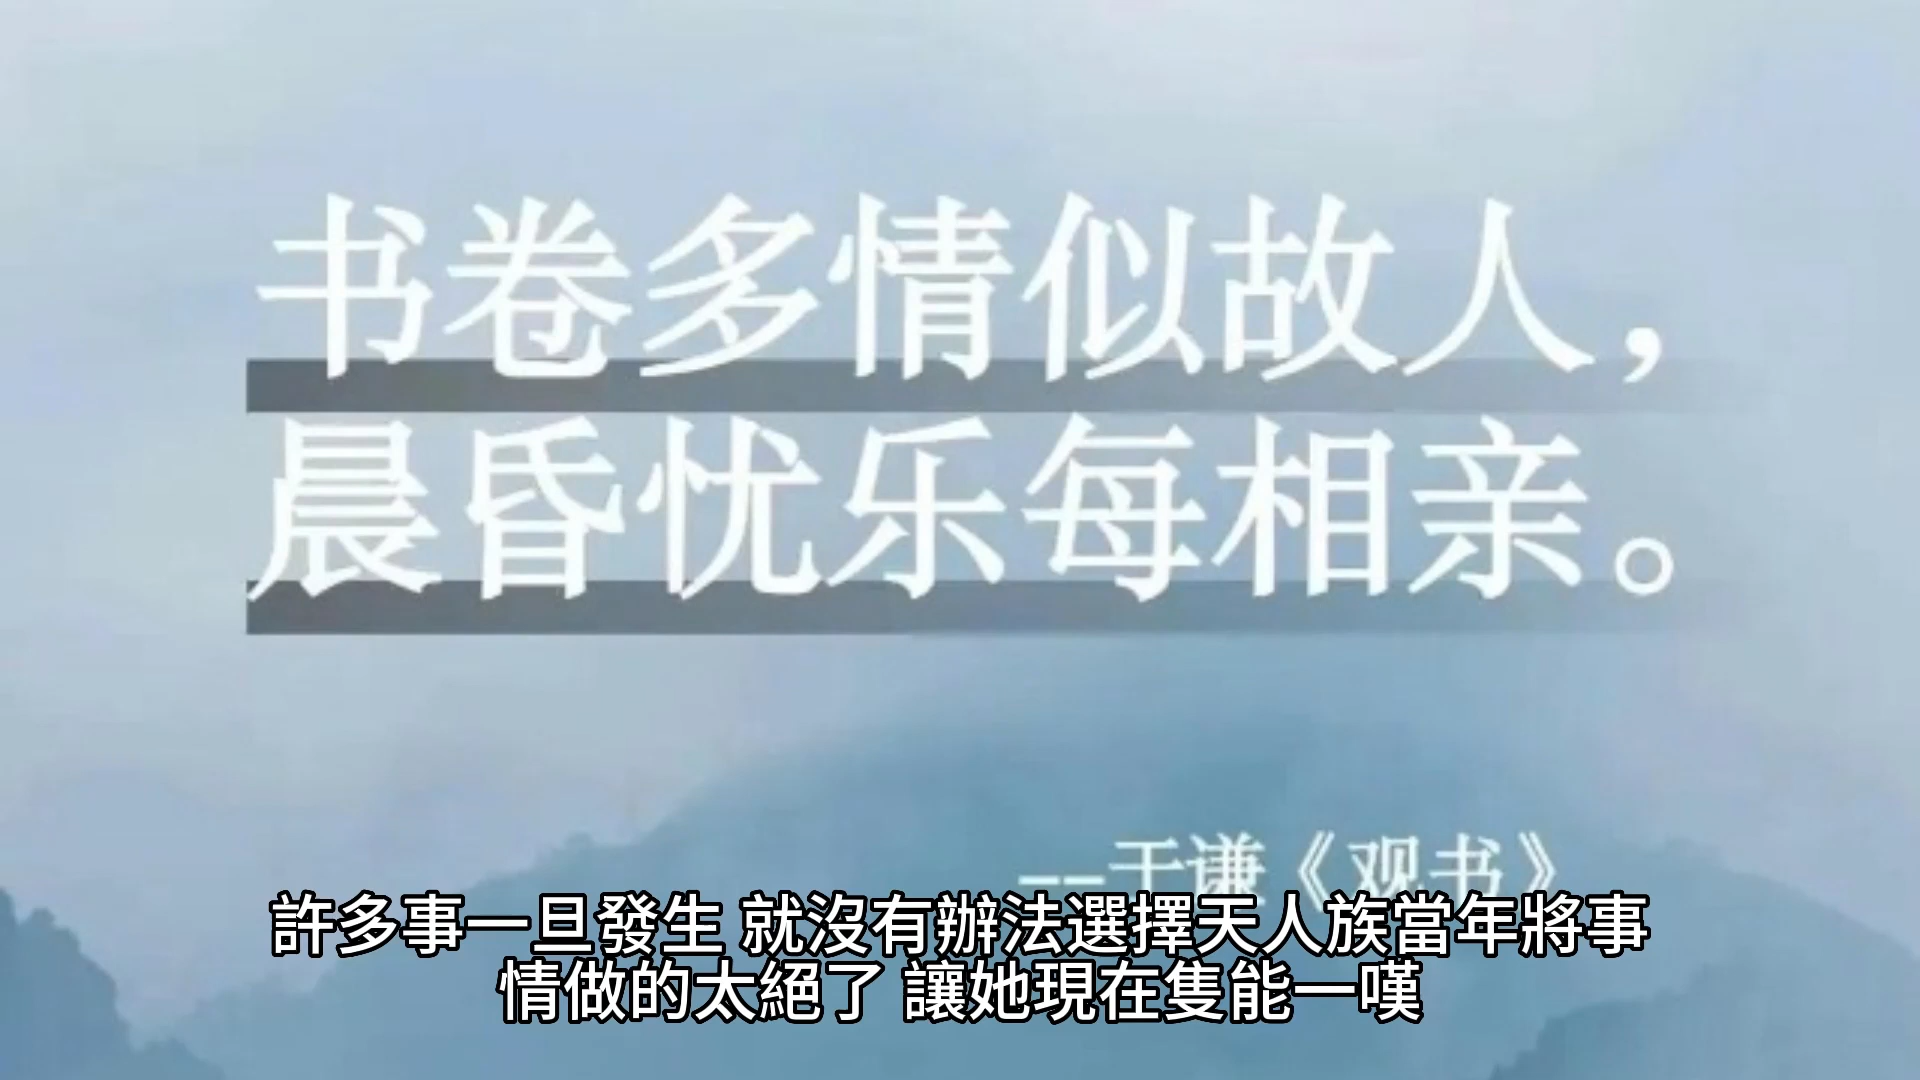 书卷多情似故人，
晨昏忧乐每相亲。
--于谦《观书》
許多事一旦發生 就沒有辦法選擇天人族當年將事
情做的太絕了 讓她現在隻能一嘆